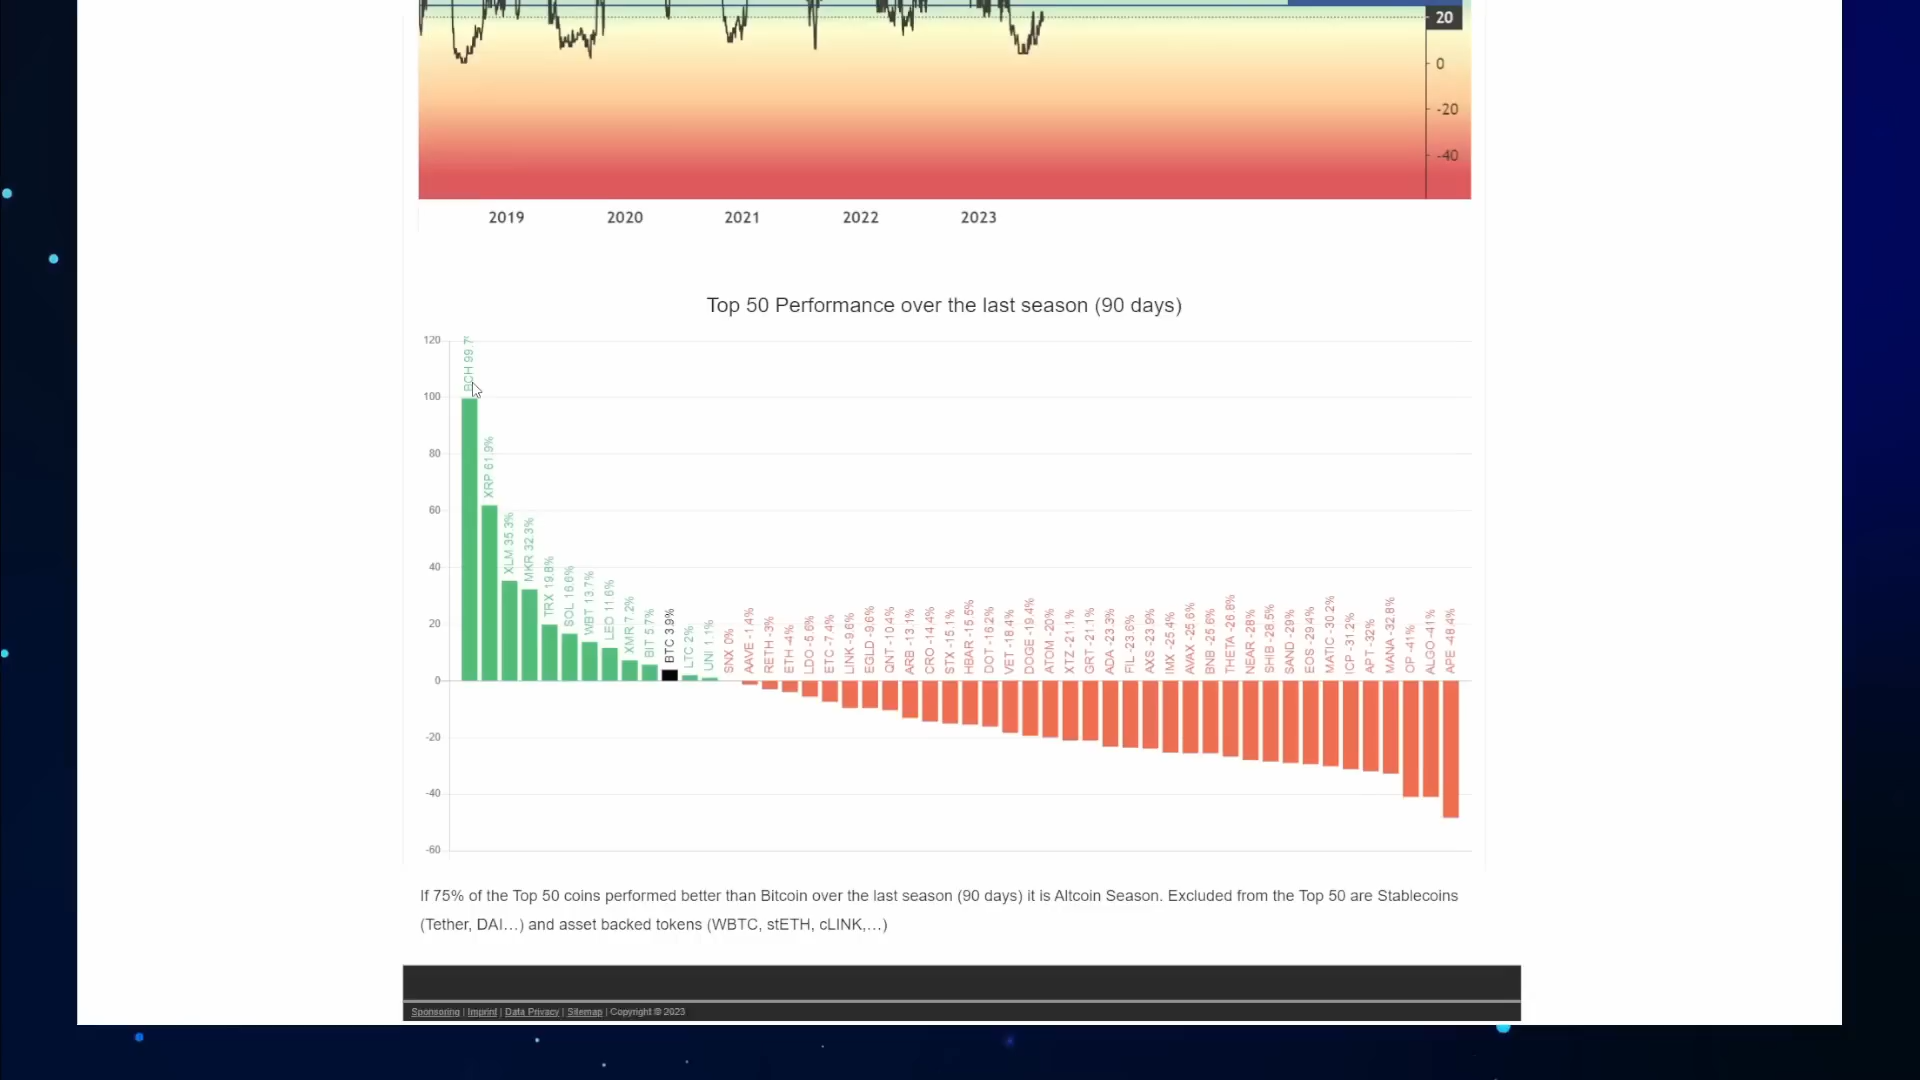 20
0
-20
-40
2019 2020 2021 2022 2023
Top 50 Performance over the last season (90 days)
120
100
80
60
40
20
0
-20
-40
-60
BCH 99.7
XRP 61.9%
XLM 35.3%
MKR 32.3%
TRX 19.8%
SOL 16.6%
WBT 13.7%
LEO 11.6%
XMR 7.2%
BIT 5.7%
BTC 3.9%
LTC 2%
UNI 1.1%
SNX 0%
AAVE -1.4%
RETH -3%
ETH -4%
LDO -5.6%
ETC -7.4%
LINK -9.6%
EGLD -9.6%
QNT -10.4%
ARB -13.1%
CRO -14.4%
STX -15.1%
HBAR -15.5%
DOT -16.2%
VET -18.4%
DOGE -19.4%
ATOM -20%
XTZ -21.1%
GRT -21.1%
ADA -23.3%
FIL -23.6%
AXS -23.9%
IMX -25.4%
AVAX -25.6%
BNB -25.6%
THETA -26.8%
NEAR -28%
SHIB -28.5%
SAND -29%
EOS -29.4%
MATIC -30.2%
ICP -31.2%
APT -32%
MANA -32.8%
OP -41%
ALGO -41%
APE -48.4%
If 75% of the Top 50 coins performed better than Bitcoin over the last season (90 days) it is Altcoin Season. Excluded from the Top 50 are Stablecoins
(Tether, DAI…) and asset backed tokens (WBTC, stETH, cLINK,…)
Sponsoring | Imprint | Data Privacy | Sitemap | Copyright © 2023